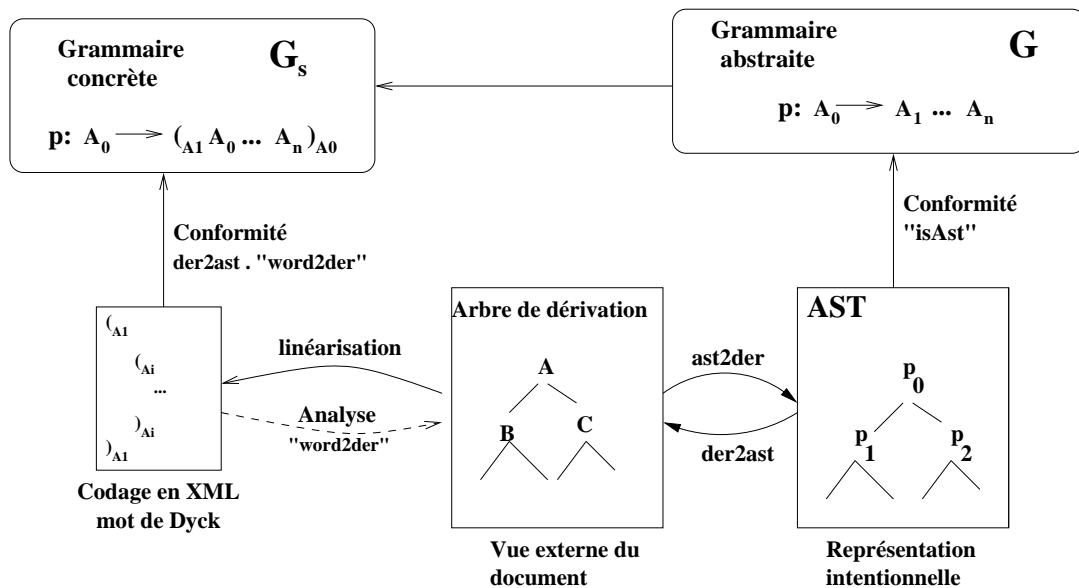 Grammaire
concrète
G_s
p: A_0 ⟶ (_A1 A_0 ... A_n )_A0
Grammaire
abstraite
G
p: A_0 ⟶ A_1 ... A_n
Conformité
der2ast . "word2der"
Conformité
"isAst"
(_A1
(_Ai
...
)_Ai
)_A1
Codage en XML
mot de Dyck
linéarisation
Analyse
"word2der"
Arbre de dérivation
A
B C
Vue externe du
document
ast2der
der2ast
AST
p_0
p_1 p_2
Représentation
intentionnelle